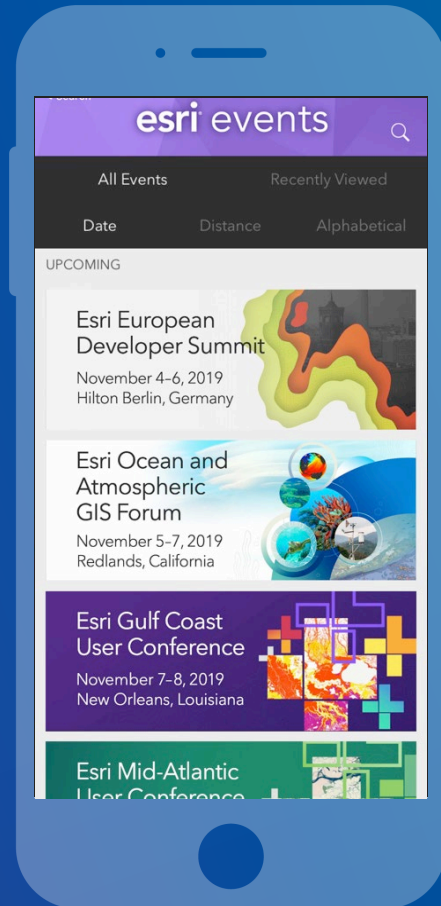 esri events
All Events Recently Viewed
Date Distance Alphabetical
UPCOMING
Esri European
Developer Summit
November 4–6, 2019
Hilton Berlin, Germany
Esri Ocean and
Atmospheric
GIS Forum
November 5–7, 2019
Redlands, California
Esri Gulf Coast
User Conference
November 7–8, 2019
New Orleans, Louisiana
Esri Mid-Atlantic
User Conference